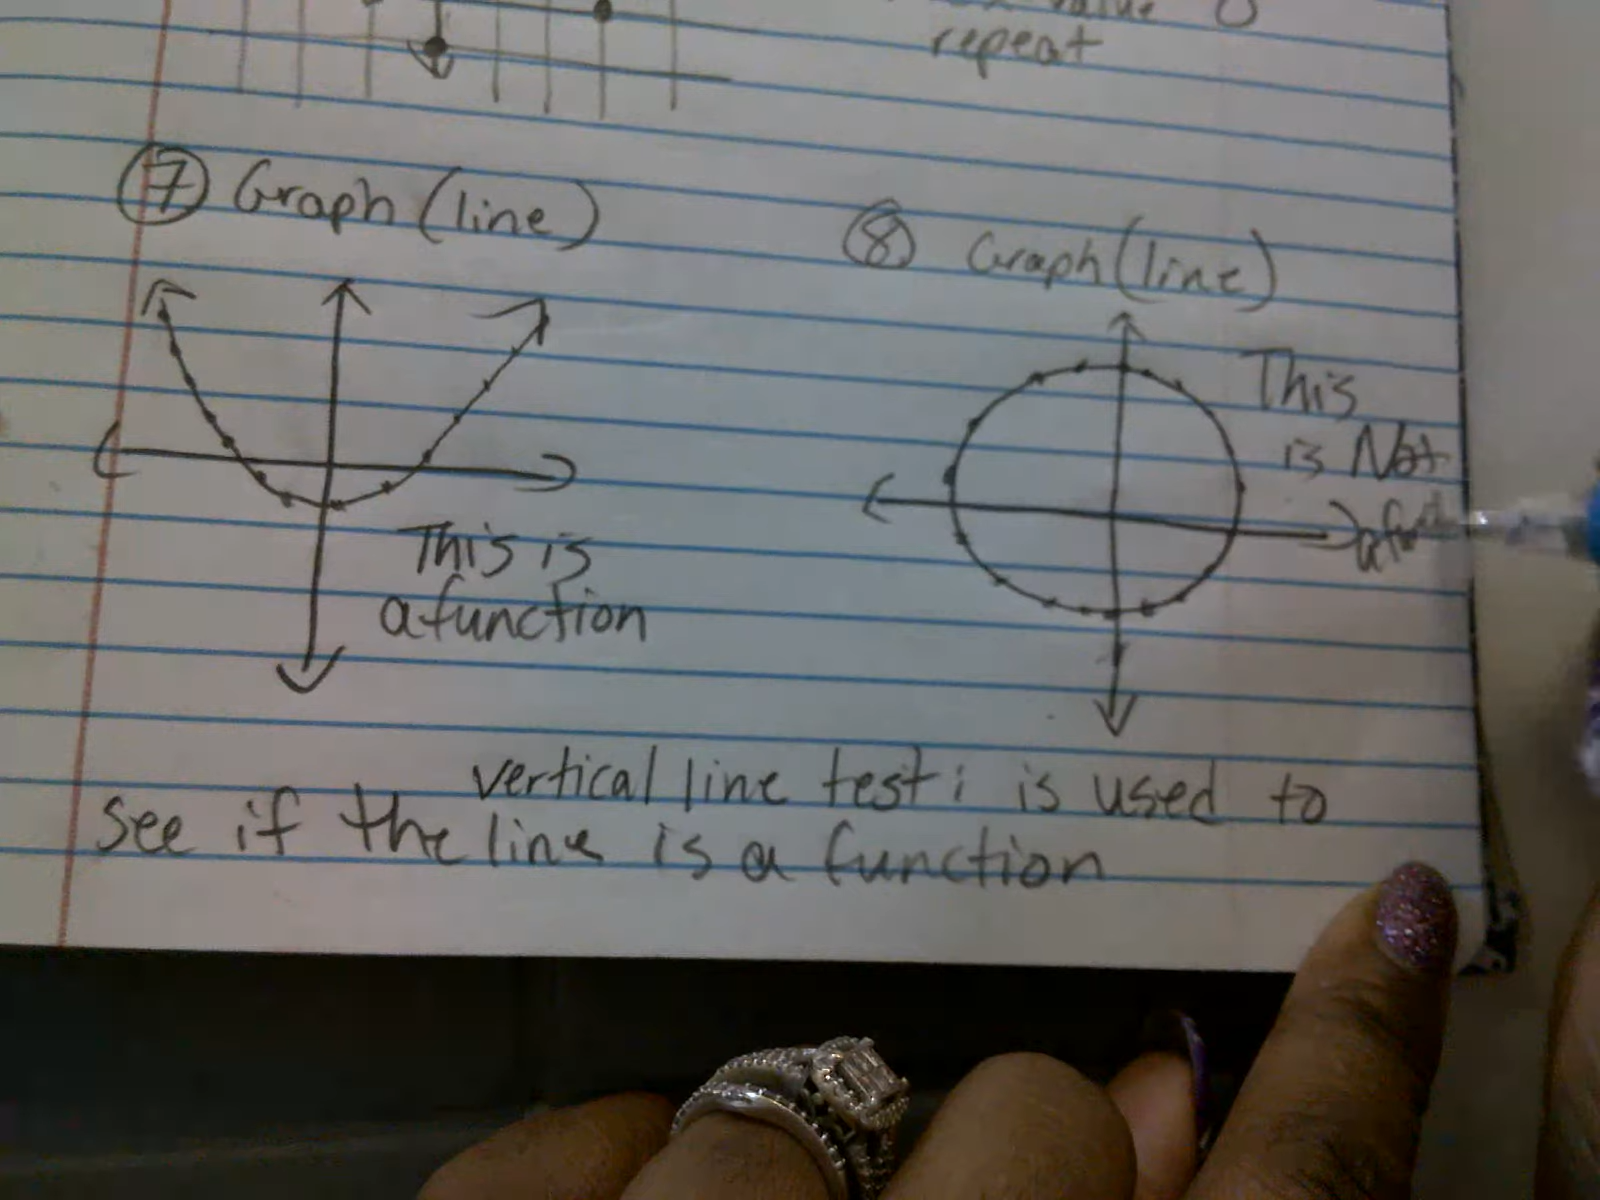 repeat
7 Graph (line)
8 Graph (line)
This
is Not
a
This is
a function
vertical line test: is used to
see if the line is a function